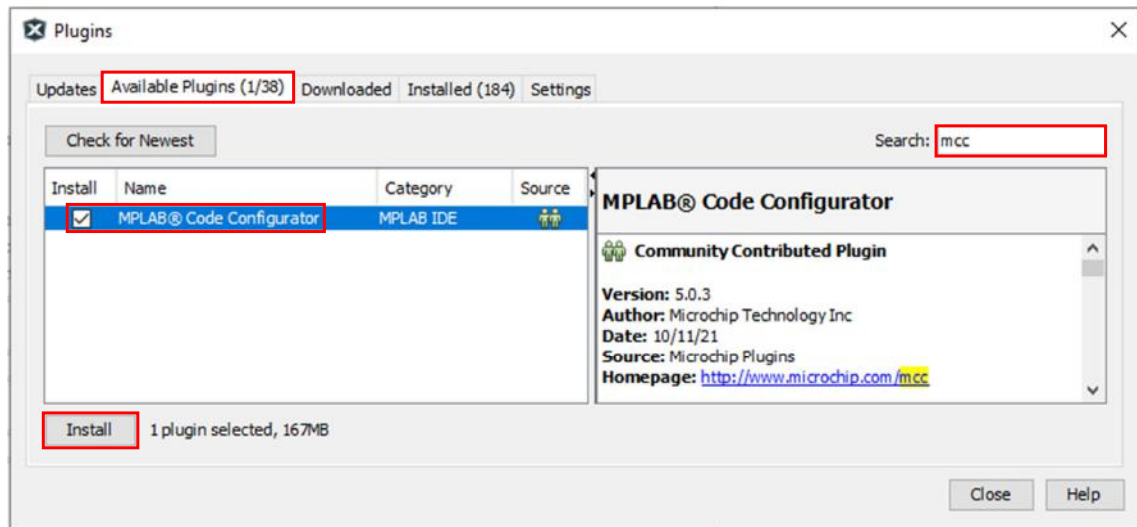 Plugins
Updates Available Plugins (1/38) Downloaded Installed (184) Settings
Check for Newest
Search: mcc
Install Name Category Source
MPLAB® Code Configurator MPLAB IDE
MPLAB® Code Configurator
Community Contributed Plugin
Version: 5.0.3
Author: Microchip Technology Inc
Date: 10/11/21
Source: Microchip Plugins
Homepage: http://www.microchip.com/mcc
Install 1 plugin selected, 167MB
Close Help